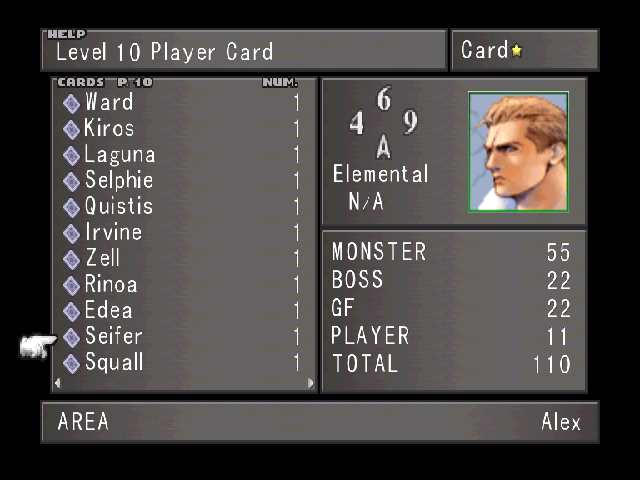 HELP
Level 10 Player Card
Card
CARDS P. 10 NUM.
Ward 1
Kiros 1
Laguna 1
Selphie 1
Quistis 1
Irvine 1
Zell 1
Rinoa 1
Edea 1
Seifer 1
Squall 1
6
4 9
A
Elemental
N/A
MONSTER 55
BOSS 22
GF 22
PLAYER 11
TOTAL 110
AREA Alex